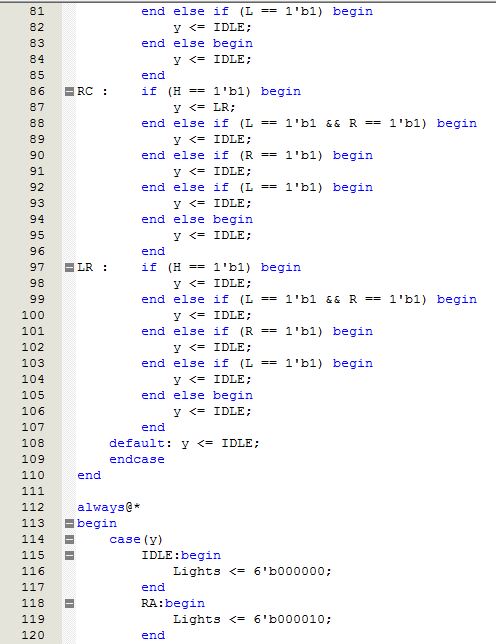 81 end else if (L == 1'b1) begin
82 y <= IDLE;
83 end else begin
84 y <= IDLE;
85 end
86 RC : if (H == 1'b1) begin
87 y <= LR;
88 end else if (L == 1'b1 && R == 1'b1) begin
89 y <= IDLE;
90 end else if (R == 1'b1) begin
91 y <= IDLE;
92 end else if (L == 1'b1) begin
93 y <= IDLE;
94 end else begin
95 y <= IDLE;
96 end
97 LR : if (H == 1'b1) begin
98 y <= IDLE;
99 end else if (L == 1'b1 && R == 1'b1) begin
100 y <= IDLE;
101 end else if (R == 1'b1) begin
102 y <= IDLE;
103 end else if (L == 1'b1) begin
104 y <= IDLE;
105 end else begin
106 y <= IDLE;
107 end
108 default: y <= IDLE;
109 endcase
110 end
111
112 always@*
113 begin
114 case(y)
115 IDLE:begin
116 Lights <= 6'b000000;
117 end
118 RA:begin
119 Lights <= 6'b000010;
120 end